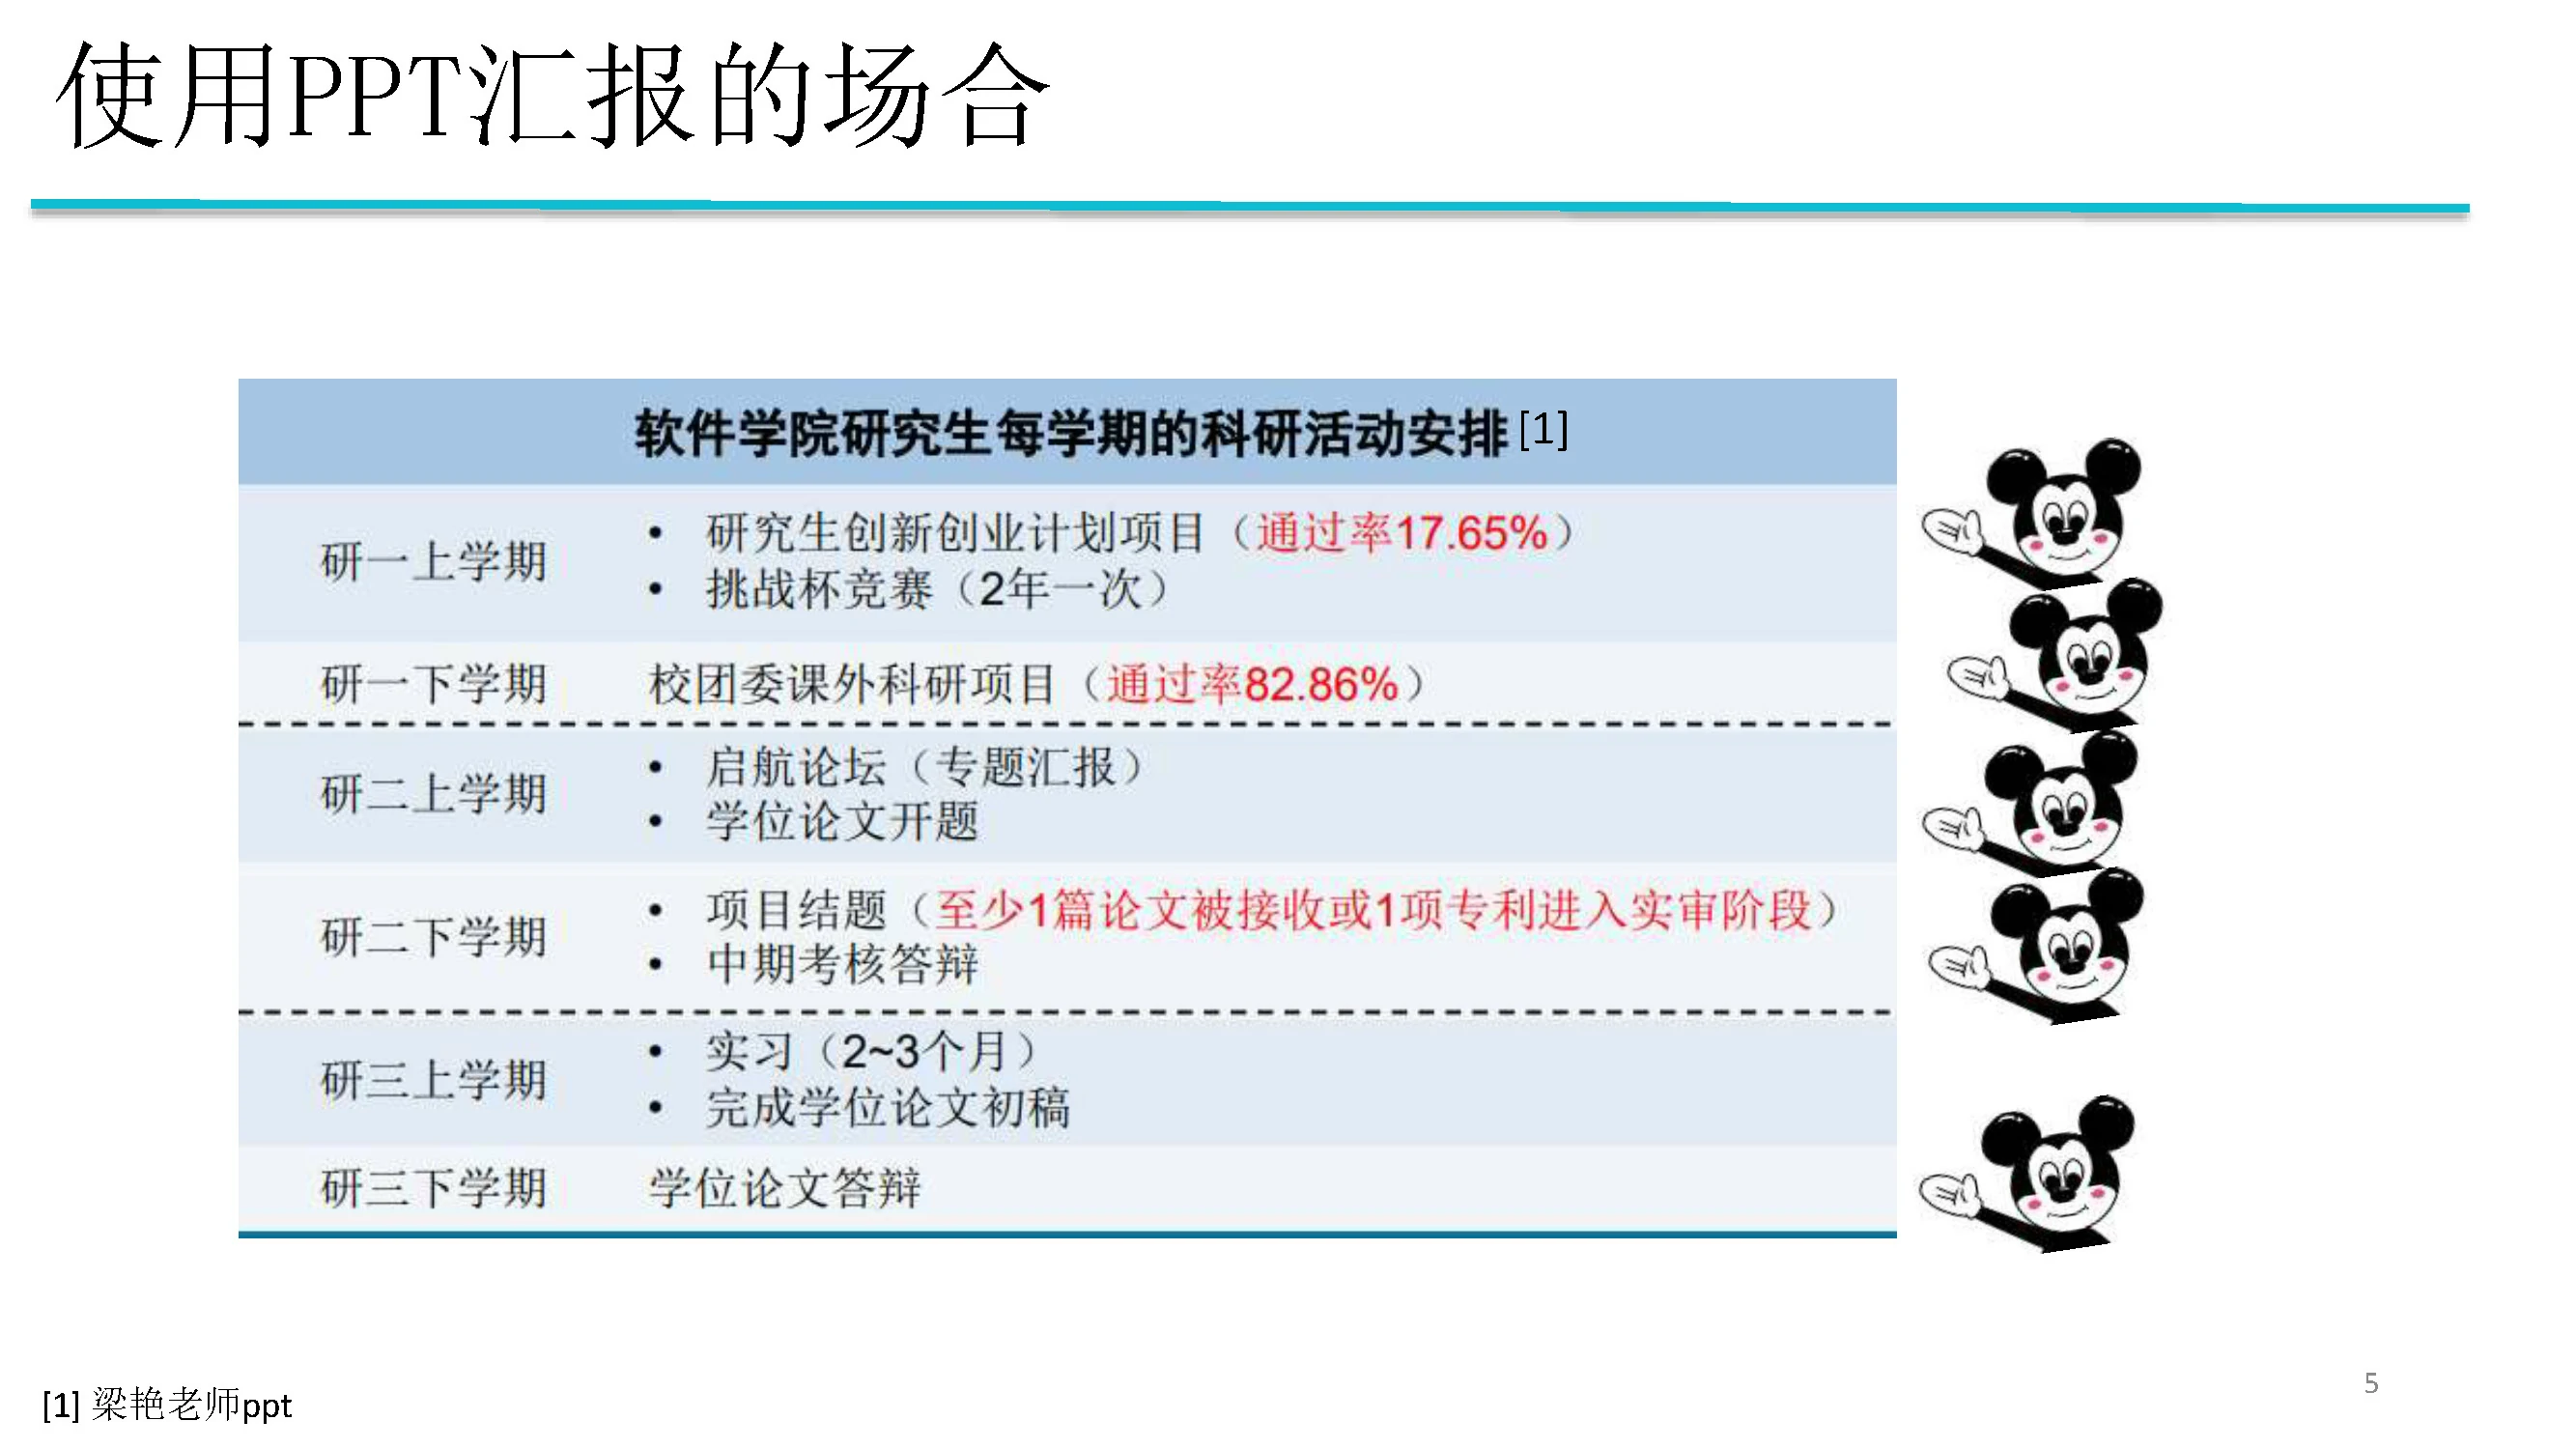 使用PPT汇报的场合
软件学院研究生每学期的科研活动安排[1]
研一上学期
• 研究生创新创业计划项目（通过率17.65%）
• 挑战杯竞赛（2年一次）
研一下学期 校团委课外科研项目（通过率82.86%）
研二上学期
• 启航论坛（专题汇报）
• 学位论文开题
研二下学期
• 项目结题（至少1篇论文被接收或1项专利进入实审阶段）
• 中期考核答辩
研三上学期
• 实习（2~3个月）
• 完成学位论文初稿
研三下学期 学位论文答辩
[1] 梁艳老师ppt
5